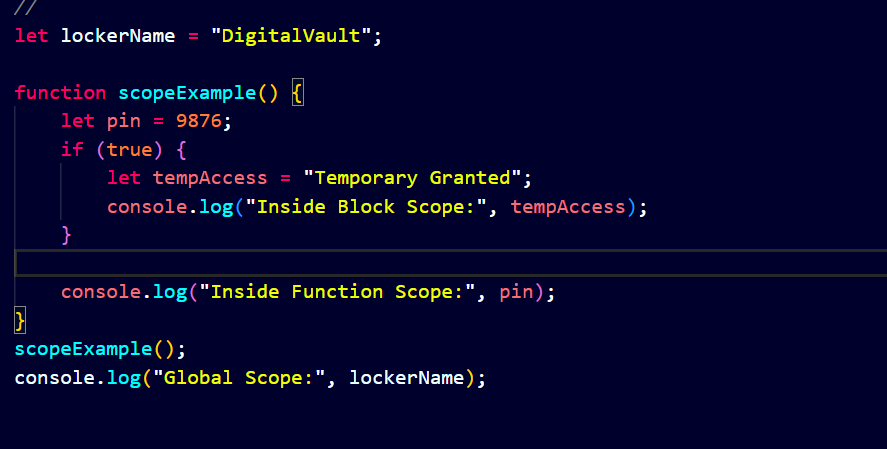 //
let lockerName = "DigitalVault";
function scopeExample() {
let pin = 9876;
if (true) {
let tempAccess = "Temporary Granted";
console.log("Inside Block Scope:", tempAccess);
}
console.log("Inside Function Scope:", pin);
}
scopeExample();
console.log("Global Scope:", lockerName);